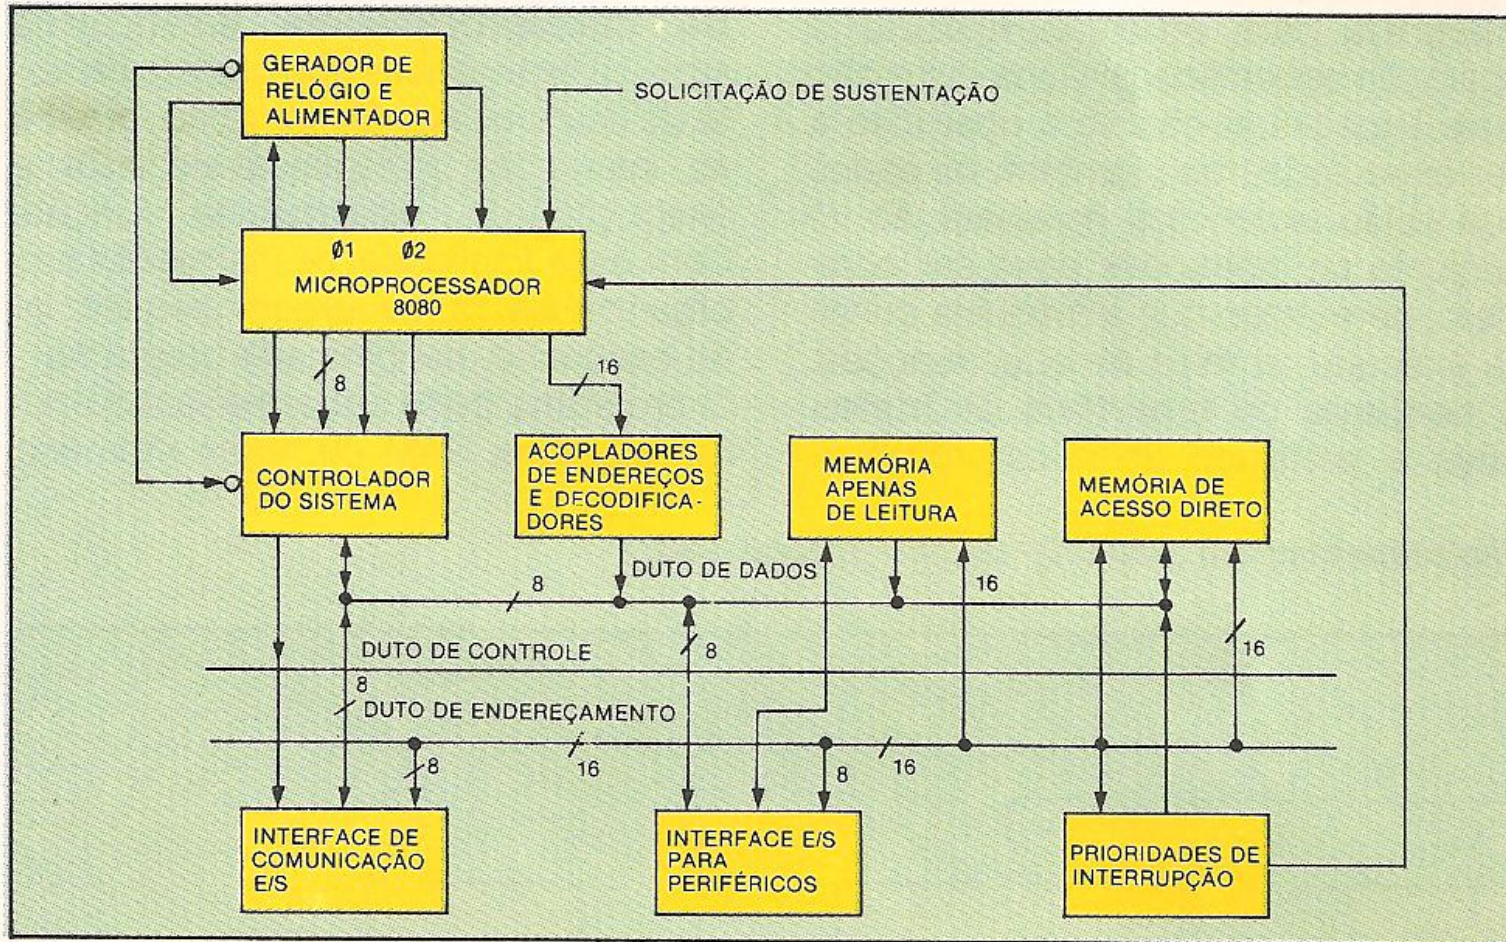 GERADOR DE
RELÓGIO E
ALIMENTADOR
SOLICITAÇÃO DE SUSTENTAÇÃO
Ø1 Ø2
MICROPROCESSADOR
8080
8
16
CONTROLADOR
DO SISTEMA
ACOPLADORES
DE ENDEREÇOS
E DECODIFICA-
DORES
MEMÓRIA
APENAS
DE LEITURA
MEMÓRIA DE
ACESSO DIRETO
DUTO DE DADOS
8
16
8
16
DUTO DE CONTROLE
8
DUTO DE ENDEREÇAMENTO
8
16
8
16
INTERFACE DE
COMUNICAÇÃO
E/S
INTERFACE E/S
PARA
PERIFÉRICOS
PRIORIDADES DE
INTERRUPÇÃO